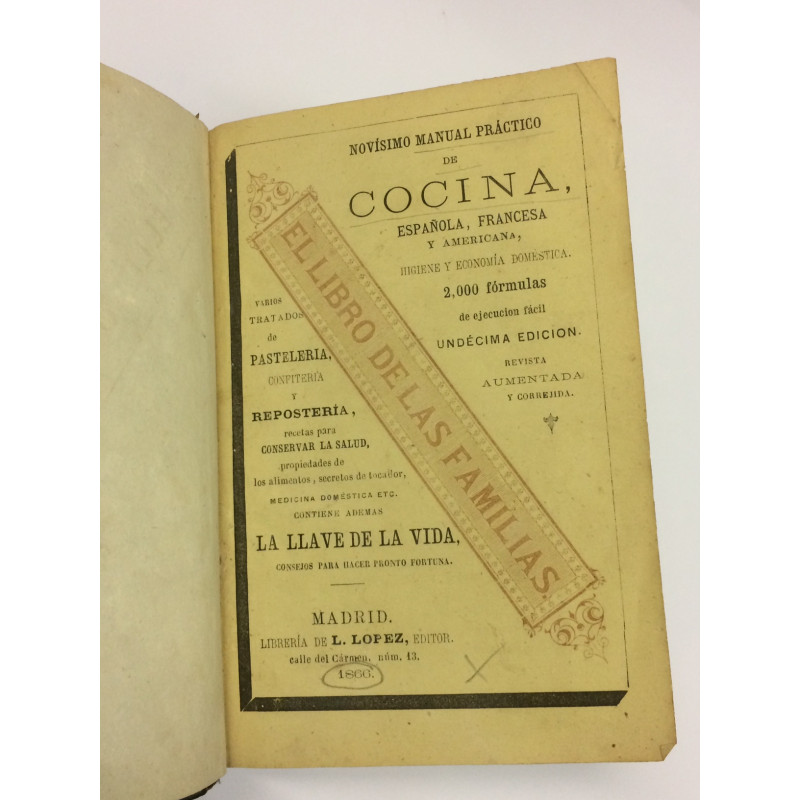 NOVÍSIMO MANUAL PRÁCTICO
DE
COCINA,
ESPAÑOLA, FRANCESA
Y AMERICANA,
HIGIENE Y ECONOMÍA DOMÉSTICA.
2,000 fórmulas
de ejecucion fácil
UNDÉCIMA EDICION.
REVISTA
AUMENTADA
Y CORREJIDA.
EL LIBRO DE LAS FAMÍLIAS.
VARIOS
TRATADOS
de
PASTELERIA,
CONFITERÍA
Y
REPOSTERÍA,
recetas para
CONSERVAR LA SALUD,
propiedades de
los alimentos, secretos de tocador,
MEDICINA DOMÉSTICA ETC.
CONTIENE ADEMAS
LA LLAVE DE LA VIDA,
CONSEJOS PARA HACER PRONTO FORTUNA.
MADRID.
LIBRERÍA DE L. LOPEZ, EDITOR.
calle del Cármen, núm. 13.
1866.
X